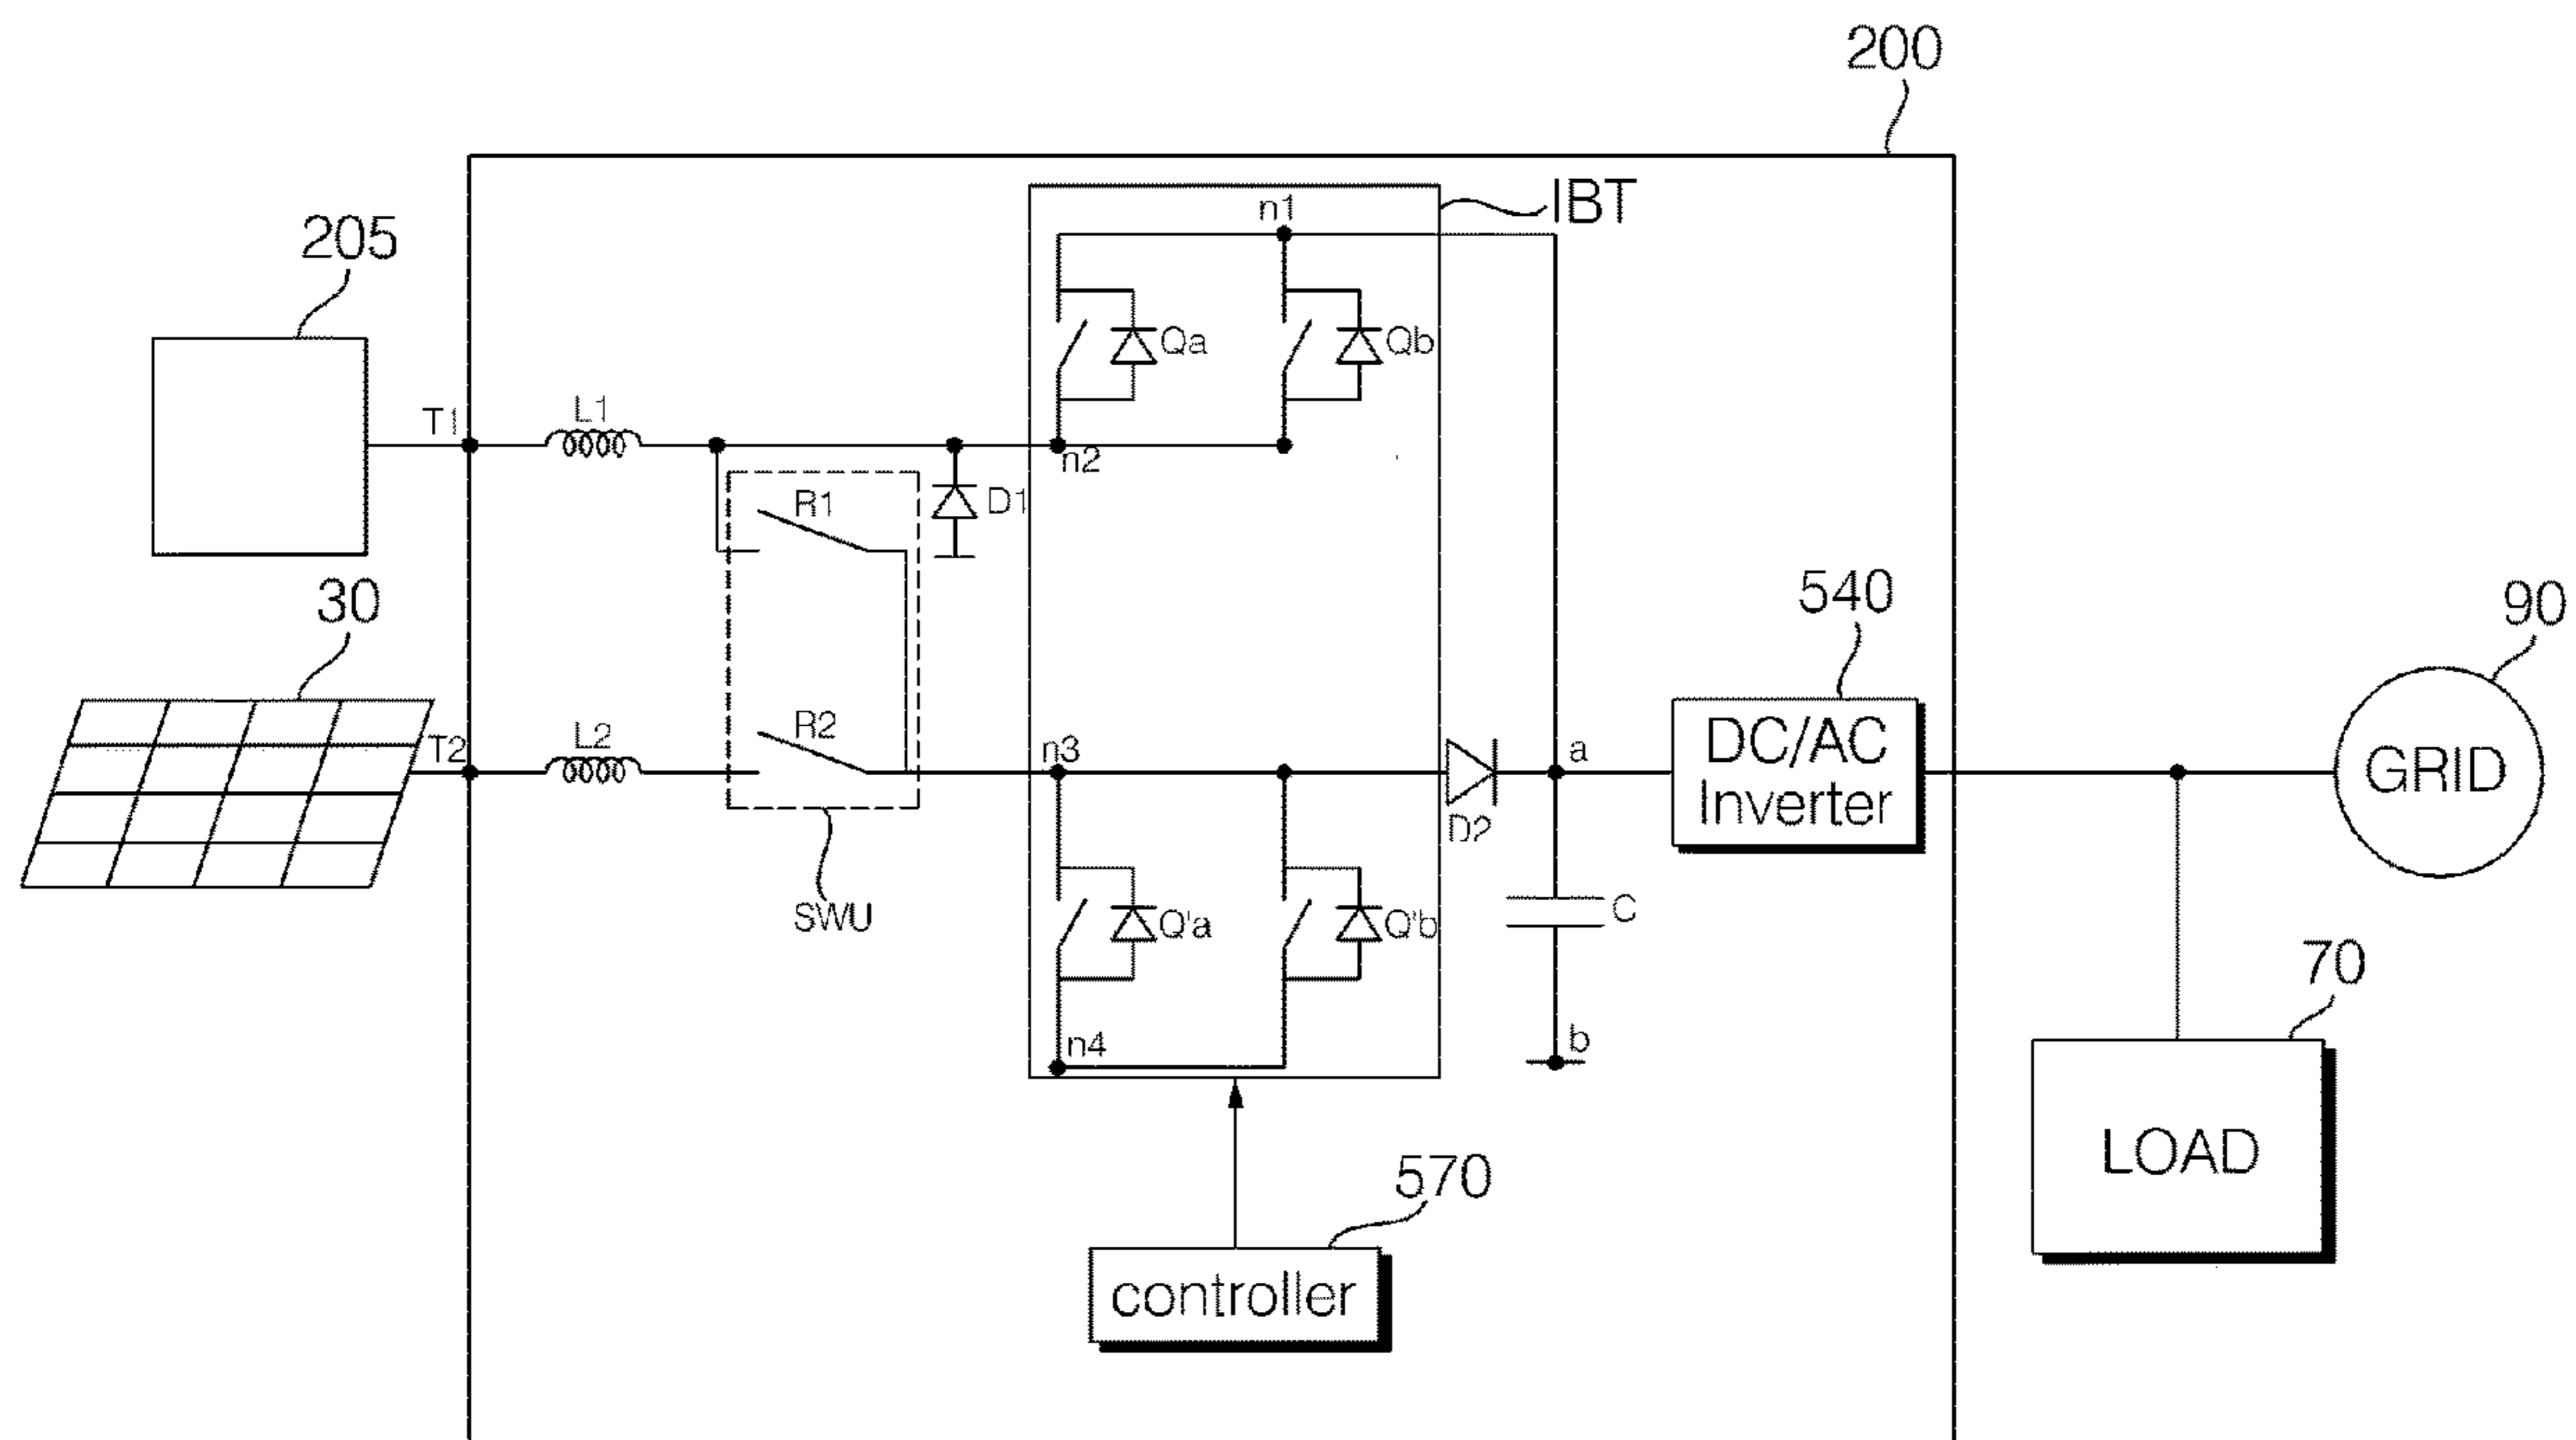 200
IBT
n1
205
Qa
Qb
T1
L1
n2
R1
D1
30
540
90
T2
L2
R2
n3
a
DC/AC
Inverter
GRID
D2
SWU
Q'a
Q'b
C
70
n4
b
LOAD
570
controller